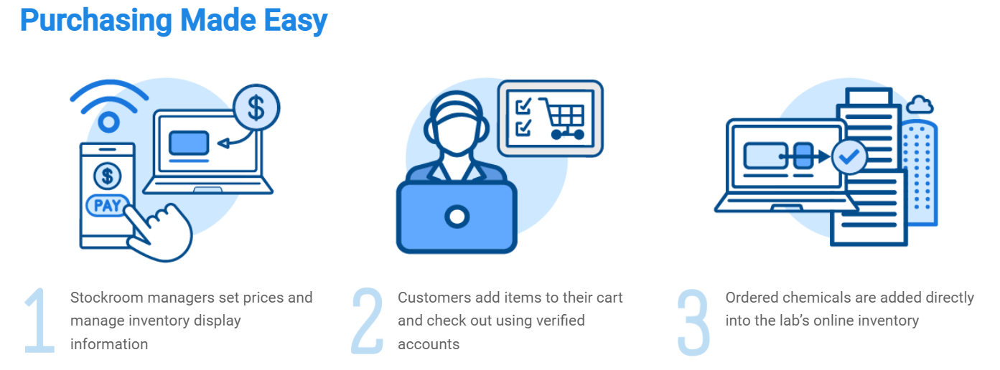 Purchasing Made Easy
$
$
PAY
1
Stockroom managers set prices and
manage inventory display
information
2
Customers add items to their cart
and check out using verified
accounts
3
Ordered chemicals are added directly
into the lab’s online inventory